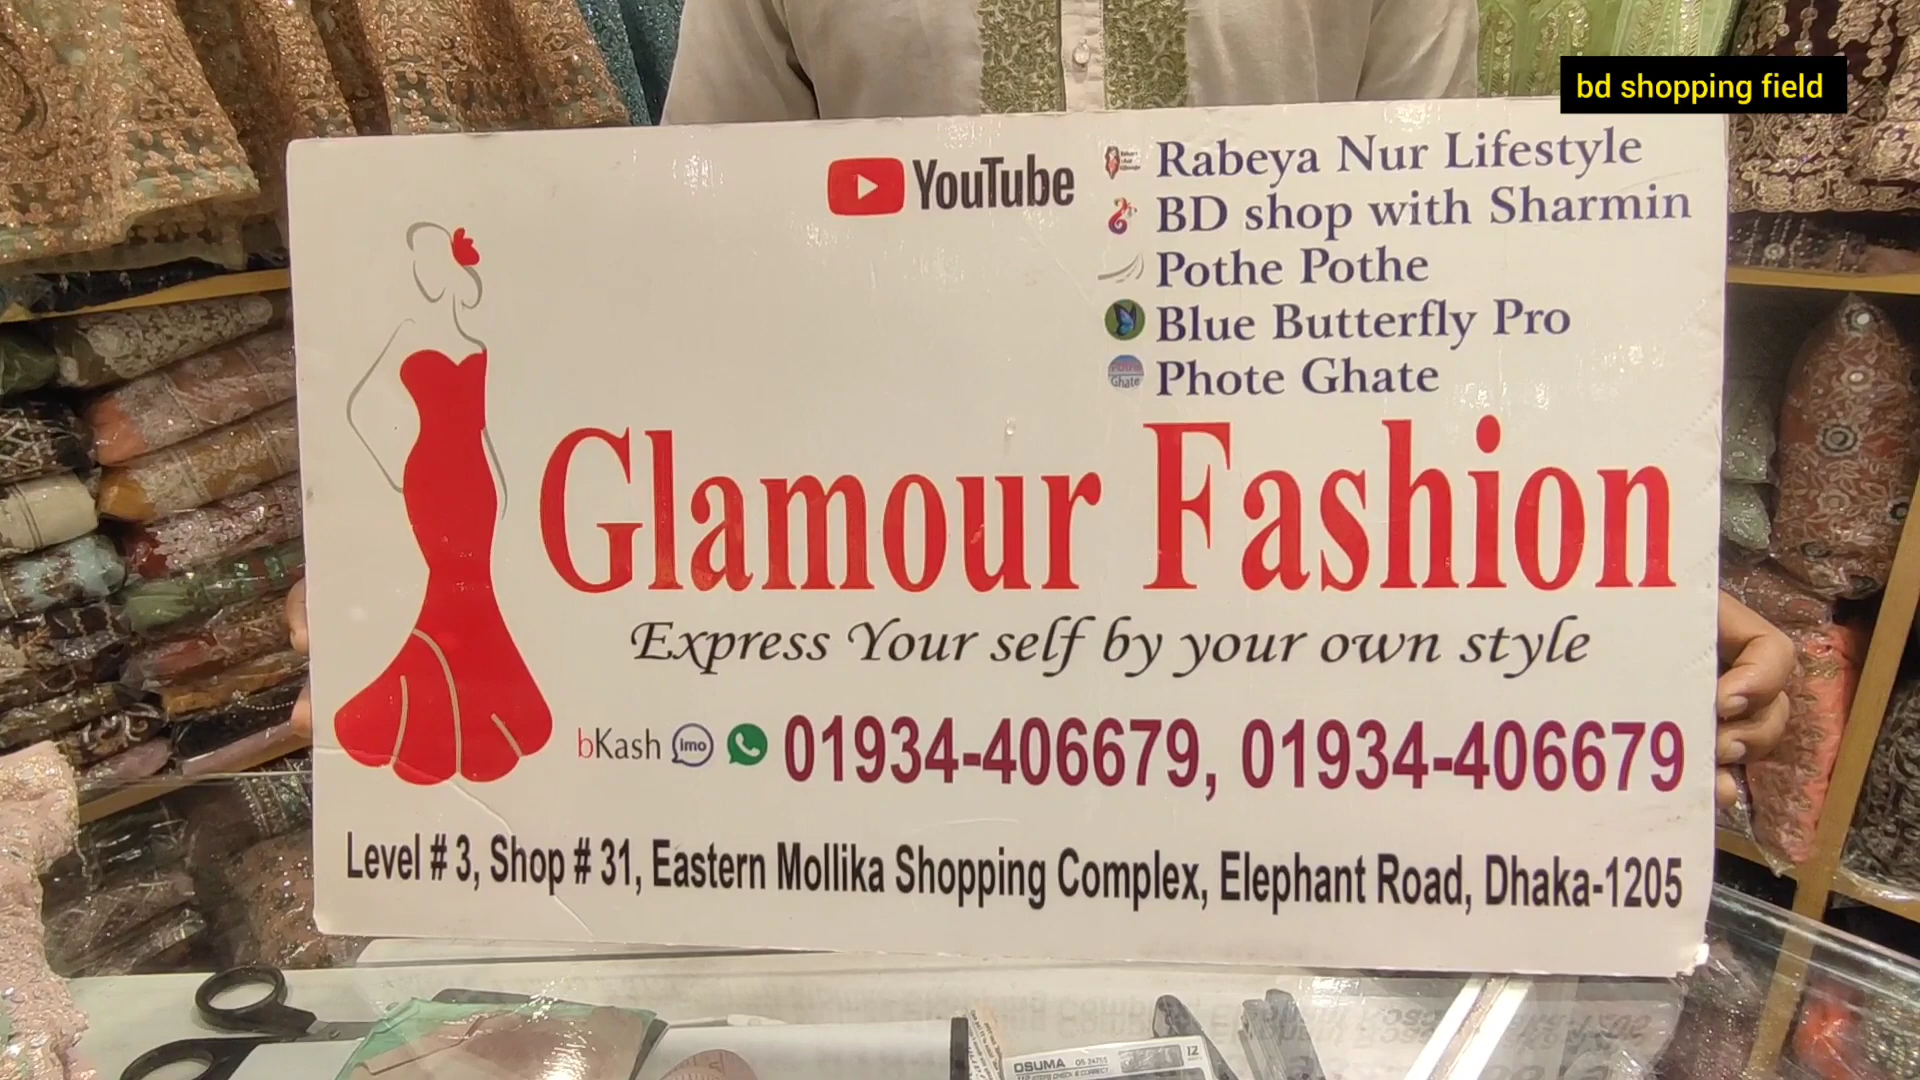 bd shopping field
YouTube
Rabeya Nur Lifestyle
BD shop with Sharmin
Pothe Pothe
Blue Butterfly Pro
Phote Ghate
Glamour Fashion
Express Your self by your own style
bKash imo 01934-406679, 01934-406679
Level # 3, Shop # 31, Eastern Mollika Shopping Complex, Elephant Road, Dhaka-1205
OSUMA
12